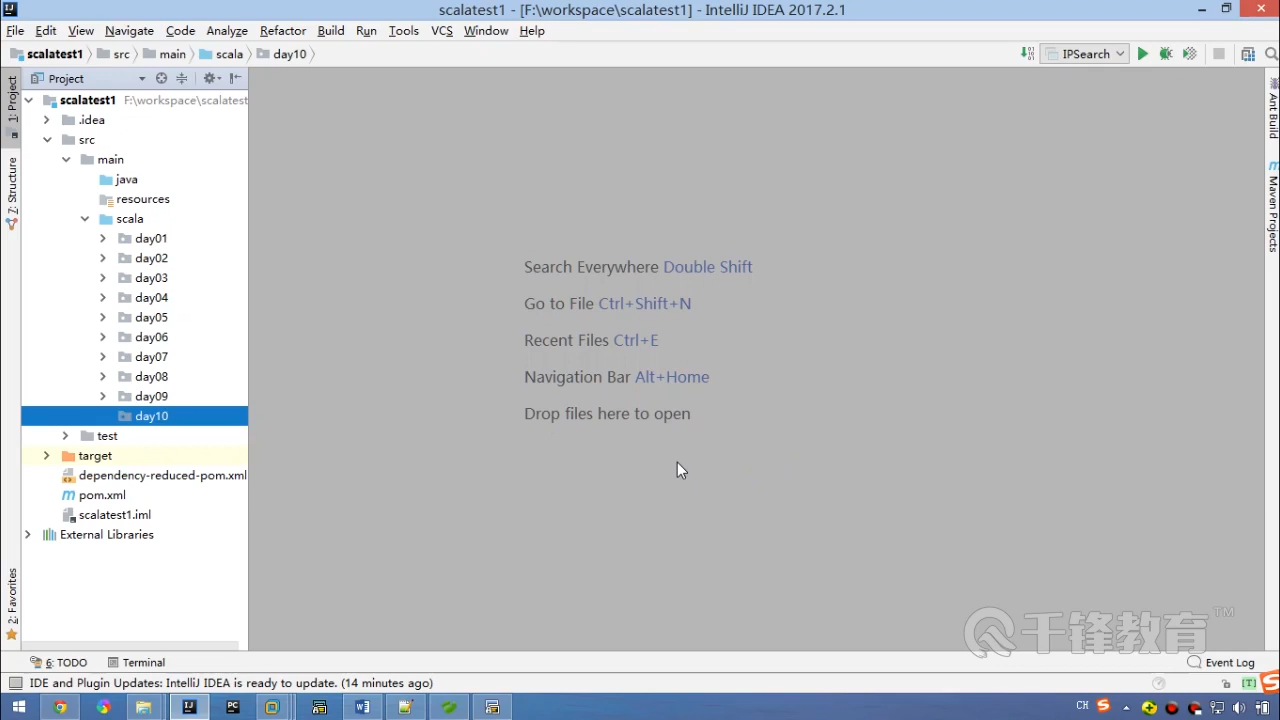 scalatest1 - [F:\workspace\scalatest1] - IntelliJ IDEA 2017.2.1
File Edit View Navigate Code Analyze Refactor Build Run Tools VCS Window Help
scalatest1 src main scala day10 IPSearch
Project
scalatest1 F:\workspace\scalatest
.idea
src
main
java
resources
scala
day01
day02
day03
day04
day05
day06
day07
day08
day09
day10
test
target
dependency-reduced-pom.xml
pom.xml
scalatest1.iml
External Libraries
1: Project
7: Structure
2: Favorites
Search Everywhere Double Shift
Go to File Ctrl+Shift+N
Recent Files Ctrl+E
Navigation Bar Alt+Home
Drop files here to open
Ant Build
m Maven Projects
千锋教育 TM
6: TODO Terminal Event Log
IDE and Plugin Updates: IntelliJ IDEA is ready to update. (14 minutes ago) [T]
CH